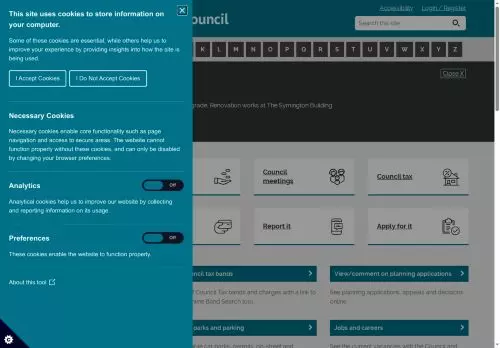 This site uses cookies to store information on
your computer.
Some of these cookies are essential, while others help us to
improve your experience by providing insights into how the site is
being used.
I Accept Cookies
I Do Not Accept Cookies
Necessary Cookies
Necessary cookies enable core functionality such as page
navigation and access to secure areas. The website cannot
function properly without these cookies, and can only be disabled
by changing your browser preferences.
Analytics
Off
Analytical cookies help us to improve our website by collecting
and reporting information on its usage.
Preferences
Off
These cookies enable the website to function properly.
About this tool
Accessibility
Login / Register
ouncil
Search this site
K L M N O P Q R S T U V W X Y Z
Close X
grade, Renovation works at The Symington Building
Council
meetings
Council tax
Report it
Apply for it
uncil tax bands
View/comment on planning applications
of Council Tax bands and charges with a link to
See planning applications, appeals and decisions
online Band Search tool.
online
parks and parking
Jobs and careers
See the current vacancies with the Council and